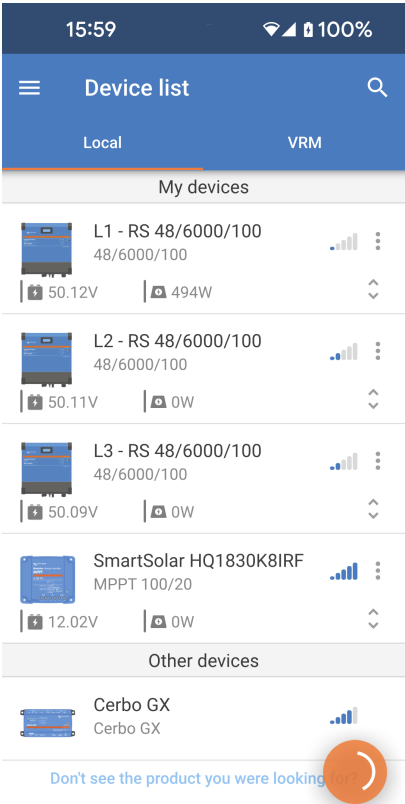 15:59
100%
Device list
Local
VRM
My devices
L1 - RS 48/6000/100
48/6000/100
50.12V
494W
L2 - RS 48/6000/100
48/6000/100
50.11V
0W
L3 - RS 48/6000/100
48/6000/100
50.09V
0W
SmartSolar HQ1830K8IRF
MPPT 100/20
12.02V
0W
Other devices
Cerbo GX
Cerbo GX
Don't see the product you were looking for?